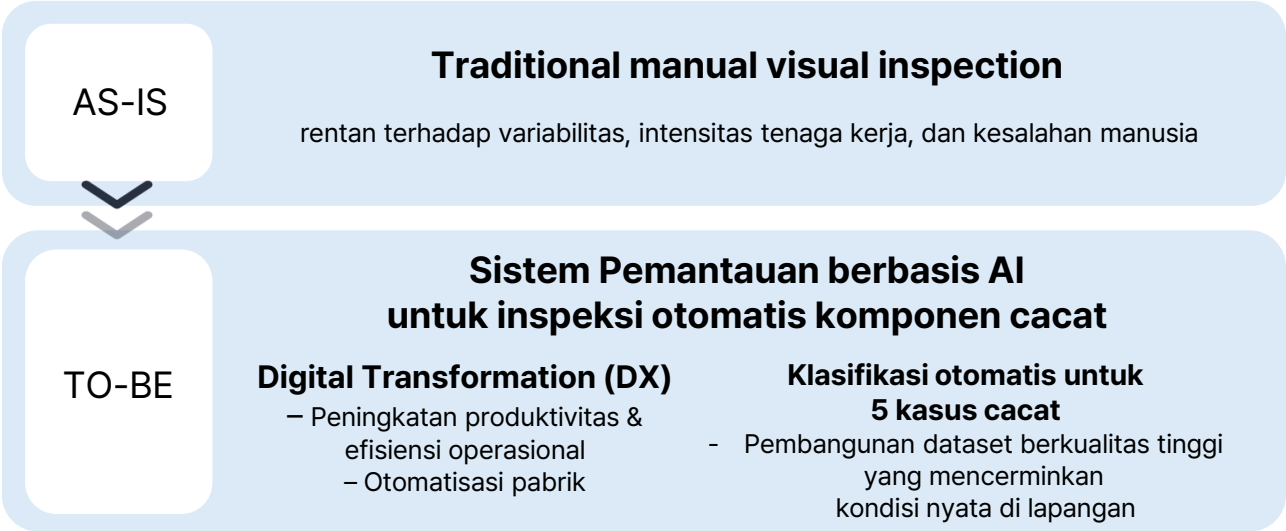 AS-IS
Traditional manual visual inspection
rentan terhadap variabilitas, intensitas tenaga kerja, dan kesalahan manusia
TO-BE
Sistem Pemantauan berbasis AI
untuk inspeksi otomatis komponen cacat
Digital Transformation (DX)
– Peningkatan produktivitas &
efisiensi operasional
– Otomatisasi pabrik
Klasifikasi otomatis untuk
5 kasus cacat
- Pembangunan dataset berkualitas tinggi
yang mencerminkan
kondisi nyata di lapangan